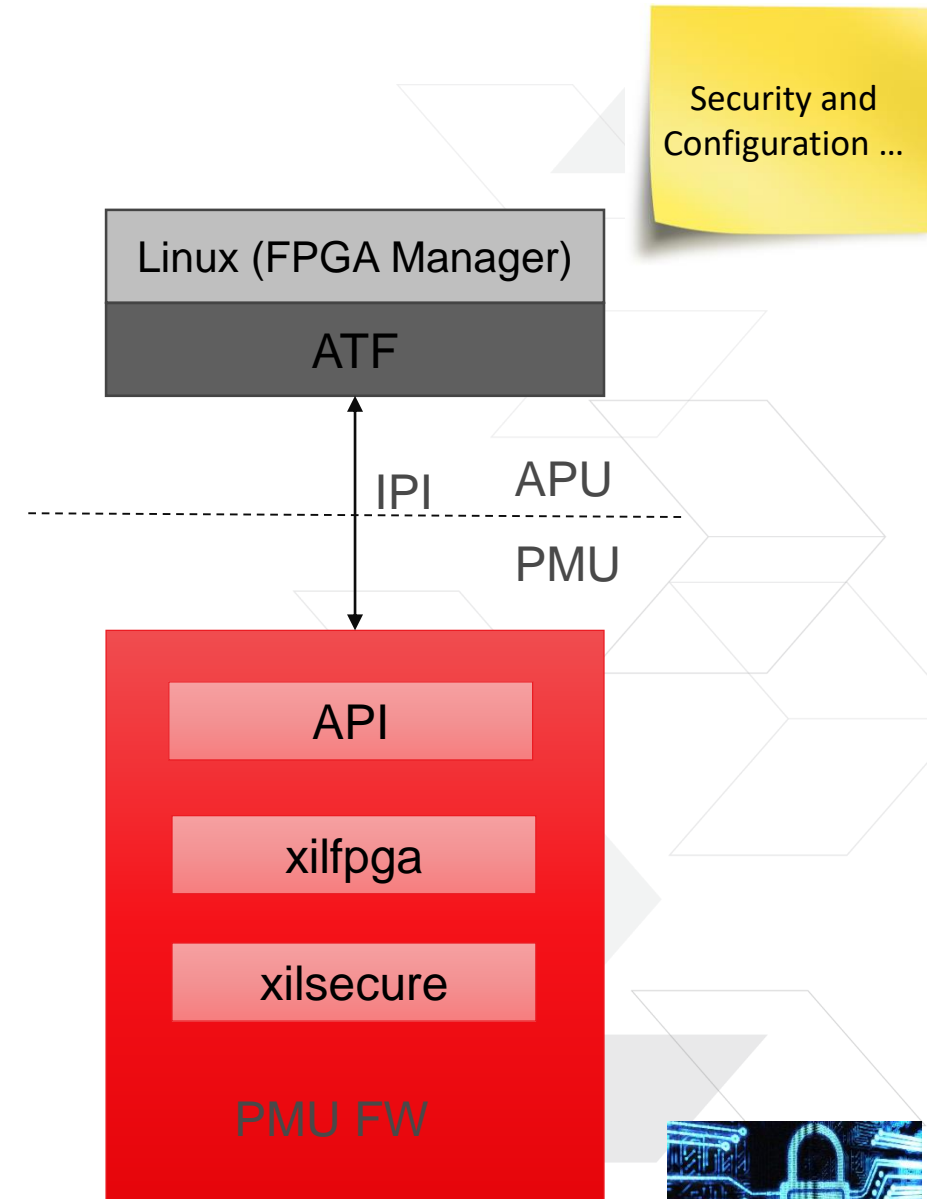 Security and
Configuration ...
Linux (FPGA Manager)
ATF
IPI
APU
PMU
API
xilfpga
xilsecure
PMU FW